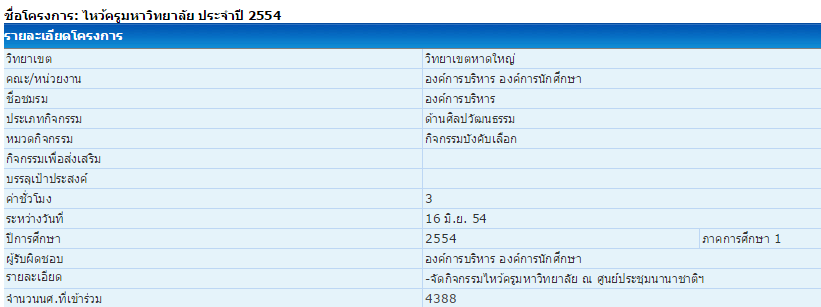 ชื่อโครงการ: ไหว้ครูมหาวิทยาลัย ประจำปี 2554
รายละเอียดโครงการ
วิทยาเขต วิทยาเขตหาดใหญ่
คณะ/หน่วยงาน องค์การบริหาร องค์การนักศึกษา
ชื่อชมรม องค์การบริหาร
ประเภทกิจกรรม ด้านศิลปวัฒนธรรม
หมวดกิจกรรม กิจกรรมบังคับเลือก
กิจกรรมเพื่อส่งเสริม
บรรลุเป้าประสงค์
ค่าชั่วโมง 3
ระหว่างวันที่ 16 มิ.ย. 54
ปีการศึกษา 2554 ภาคการศึกษา 1
ผู้รับผิดชอบ องค์การบริหาร องค์การนักศึกษา
รายละเอียด -จัดกิจกรรมไหว้ครูมหาวิทยาลัย ณ ศูนย์ประชุมนานาชาติฯ
จำนวนนศ.ที่เข้าร่วม 4388